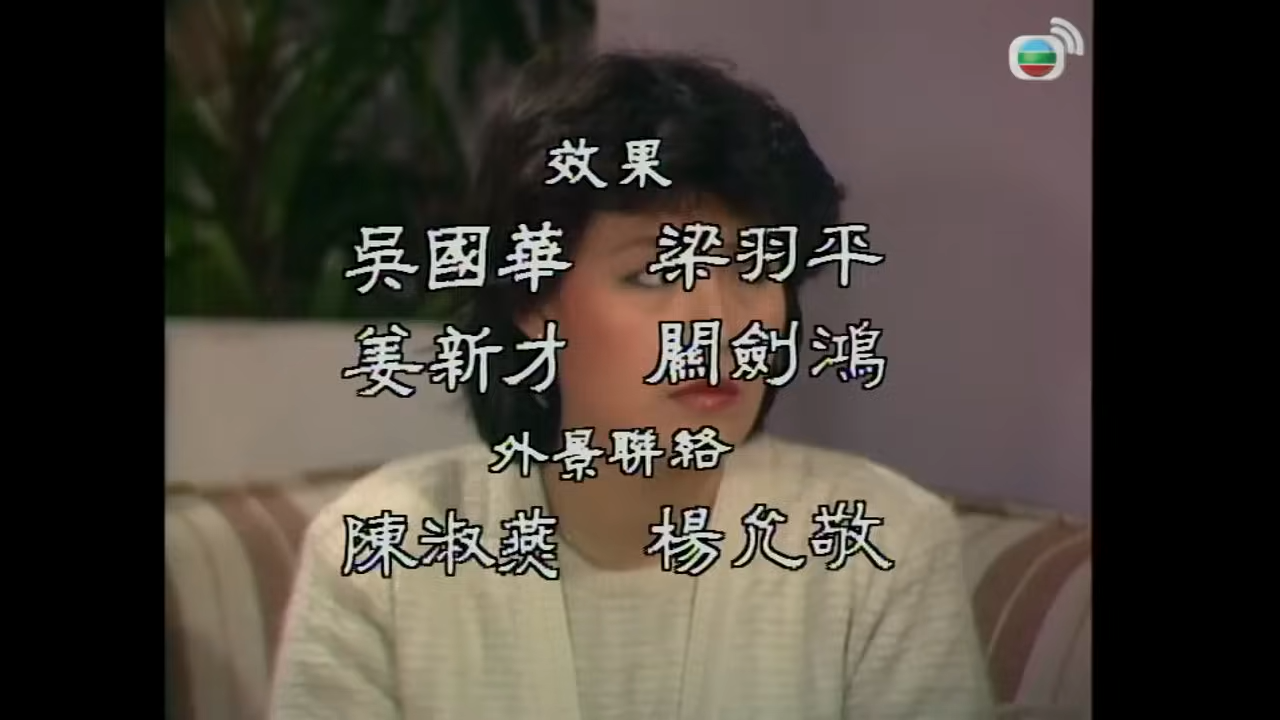 效果
吳國華 梁羽平
姜新才 關劍鴻
外景聯絡
陳淑燕 楊允敬